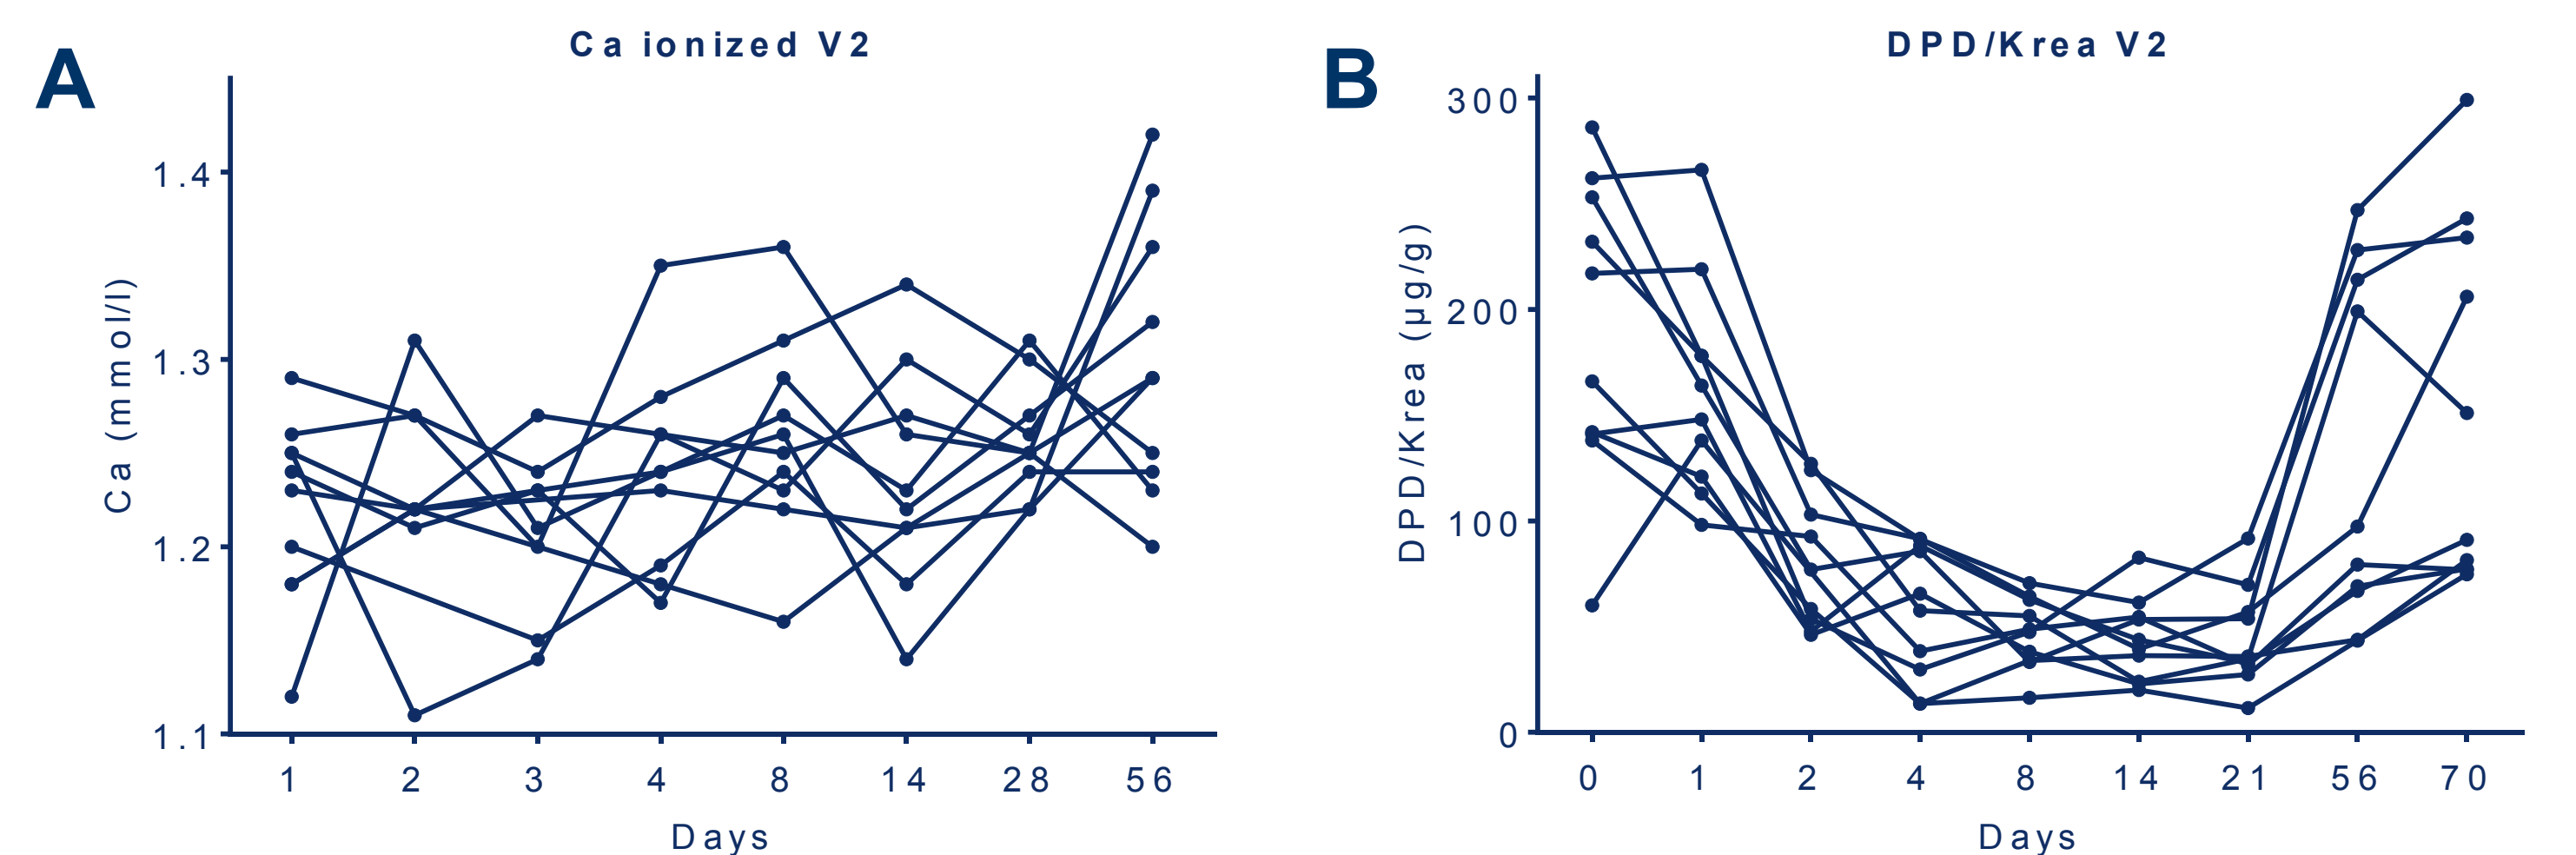 A
Ca ionized V2
Ca (mmol/l)
1.4
1.3
1.2
1.1
1 2 3 4 8 14 28 56
Days
B
DPD/Krea V2
DPD/Krea (µg/g)
300
200
100
0
0 1 2 4 8 14 21 56 70
Days